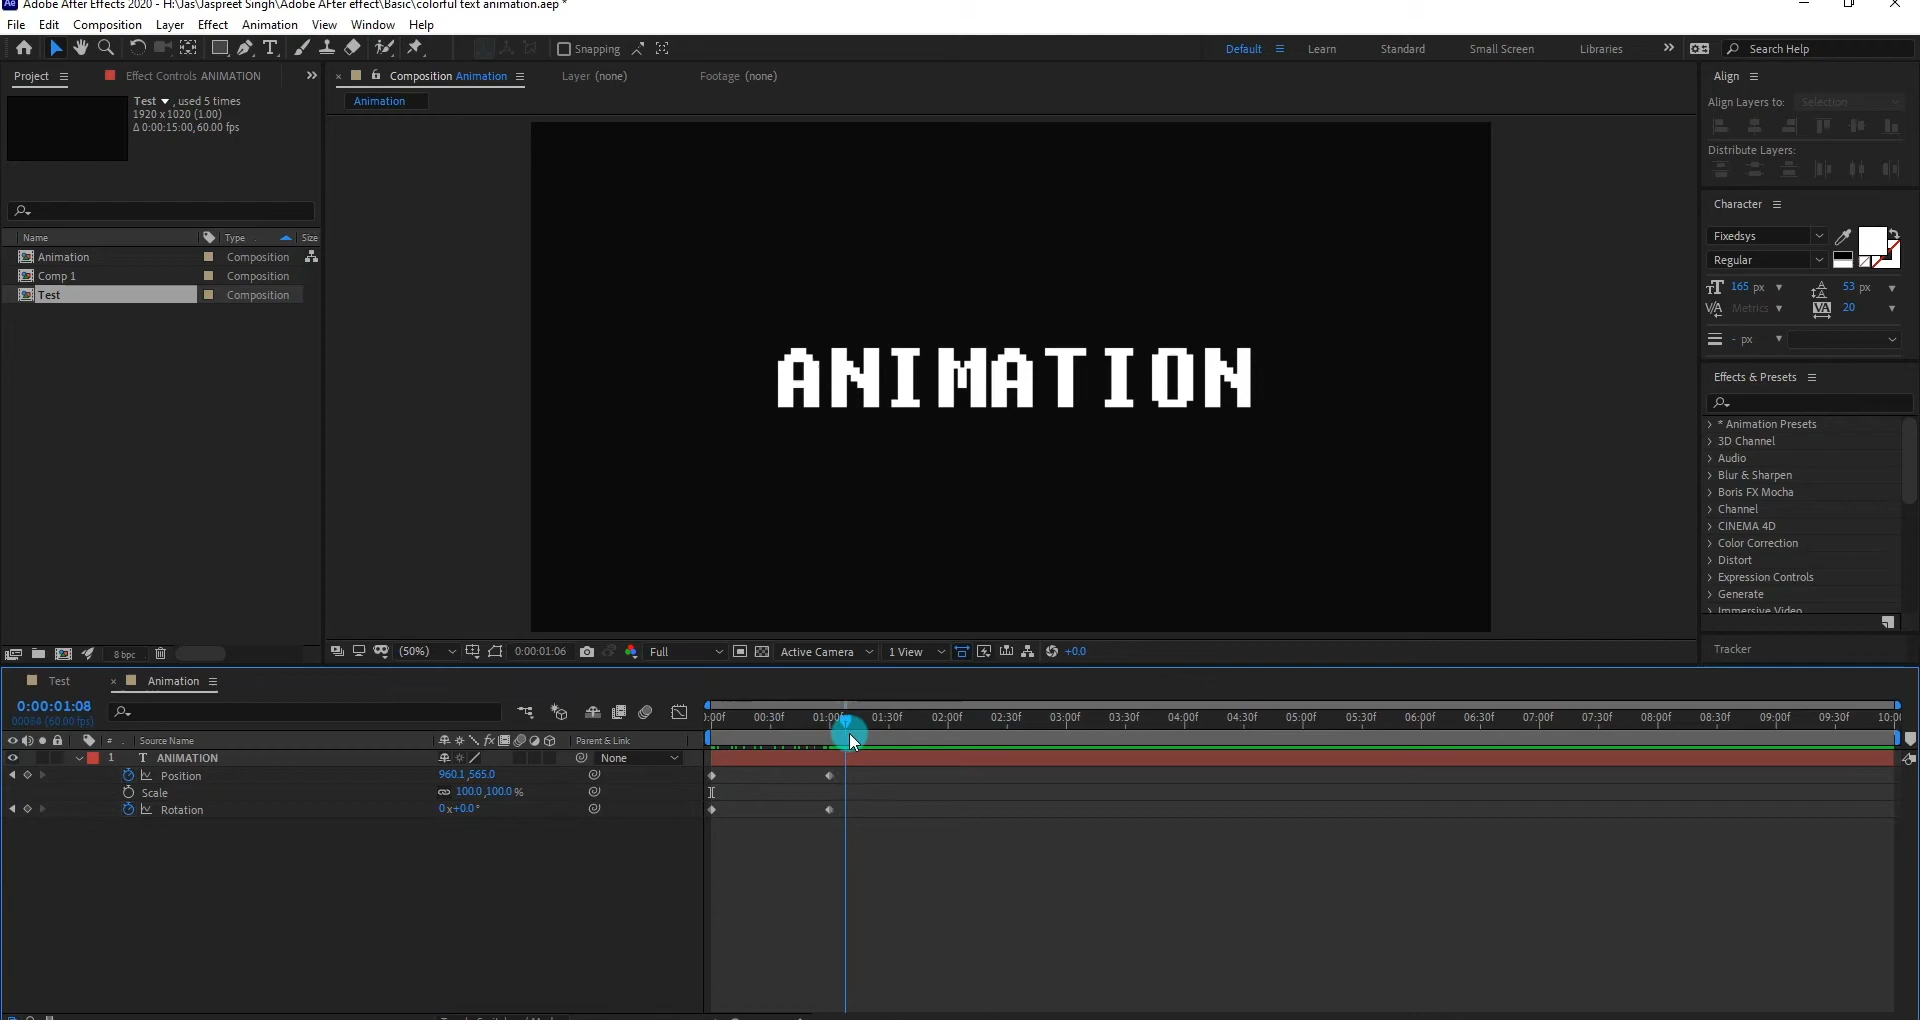 Adobe After Effects 2020 - H:\Jas\Jaspreet Singh\Adobe AFter effect\Basic\colorful text animation.aep *
File Edit Composition Layer Effect Animation View Window Help
Snapping Default Learn Standard Small Screen Libraries Search Help
Project Effect Controls ANIMATION
Test , used 5 times
1920 x 1020 (1.00)
Δ 0:00:15:00, 60.00 fps
Name Type Size
Animation Composition
Comp 1 Composition
Test Composition
8 bpc
Composition Animation Layer (none) Footage (none)
Animation
ANIMATION
(50%) 0:00:01:06 Full Active Camera 1 View +0.0
Align
Align Layers to: Selection
Distribute Layers:
Character
Fixedsys
Regular
165 px 53 px
Metrics 20
- px
Effects & Presets
* Animation Presets
3D Channel
Audio
Blur & Sharpen
Boris FX Mocha
Channel
CINEMA 4D
Color Correction
Distort
Expression Controls
Generate
Immersive Video
Tracker
Test Animation
0:00:01:08
(60.00 fps)
):00f 00:30f 01:00f 01:30f 02:00f 02:30f 03:00f 03:30f 04:00f 04:30f 05:00f 05:30f 06:00f 06:30f 07:00f 07:30f 08:00f 08:30f 09:00f 09:30f 10:00
# Source Name Parent & Link
1 T ANIMATION None
Position 960.1,565.0
Scale 100.0,100.0%
Rotation 0x+0.0°